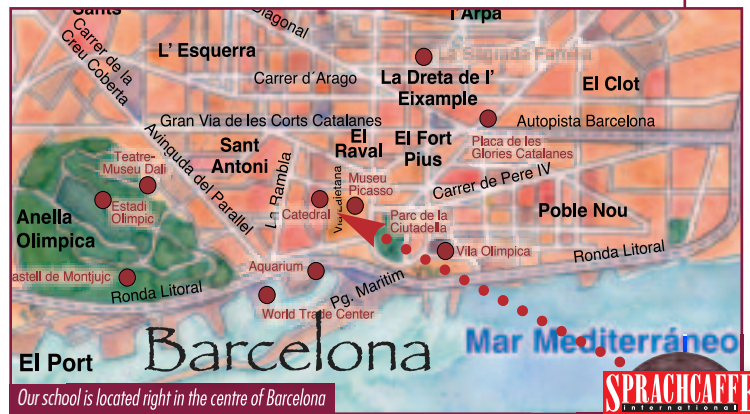 Sants
Diagonal
l'Arpa
Carrer de la
Creu Coberta
L' Esquerra
La Sagrada Familia
Carrer d´Arago
La Dreta de l'
Eixample
El Clot
Gran Via de les Corts Catalanes
Autopista Barcelona
Avinguda del Parallel
Sant
Antoni
El
Raval
El Fort
Pius
Placa de les
Glories Catalanes
Teatre-
Museu Dali
La Rambla
Museu
Picasso
Carrer de Pere IV
Estadi
Olimpic
Catedral
Via Laietana
Parc de la
Ciutadella
Poble Nou
Anella
Olimpica
Vila Olimpica
Ronda Litoral
astell de Montjujc
Aquarium
Ronda Litoral
Pg. Maritim
World Trade Center
Barcelona
Mar Mediterráneo
El Port
Our school is located right in the centre of Barcelona
SPRACHCAFFE
International